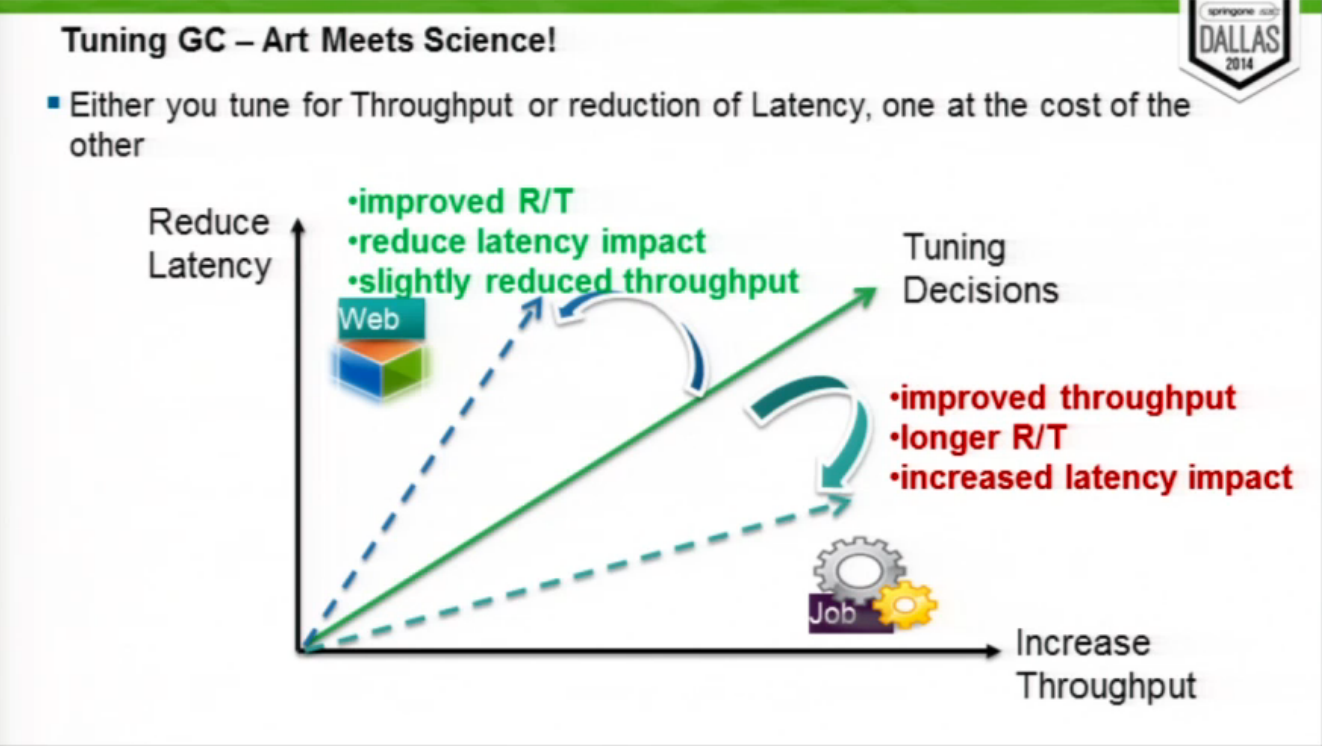 springone 2GX
DALLAS
2014
Tuning GC – Art Meets Science!
Either you tune for Throughput or reduction of Latency, one at the cost of the
other
Reduce
Latency
•improved R/T
•reduce latency impact
•slightly reduced throughput
Web
Tuning
Decisions
•improved throughput
•longer R/T
•increased latency impact
Job
Increase
Throughput